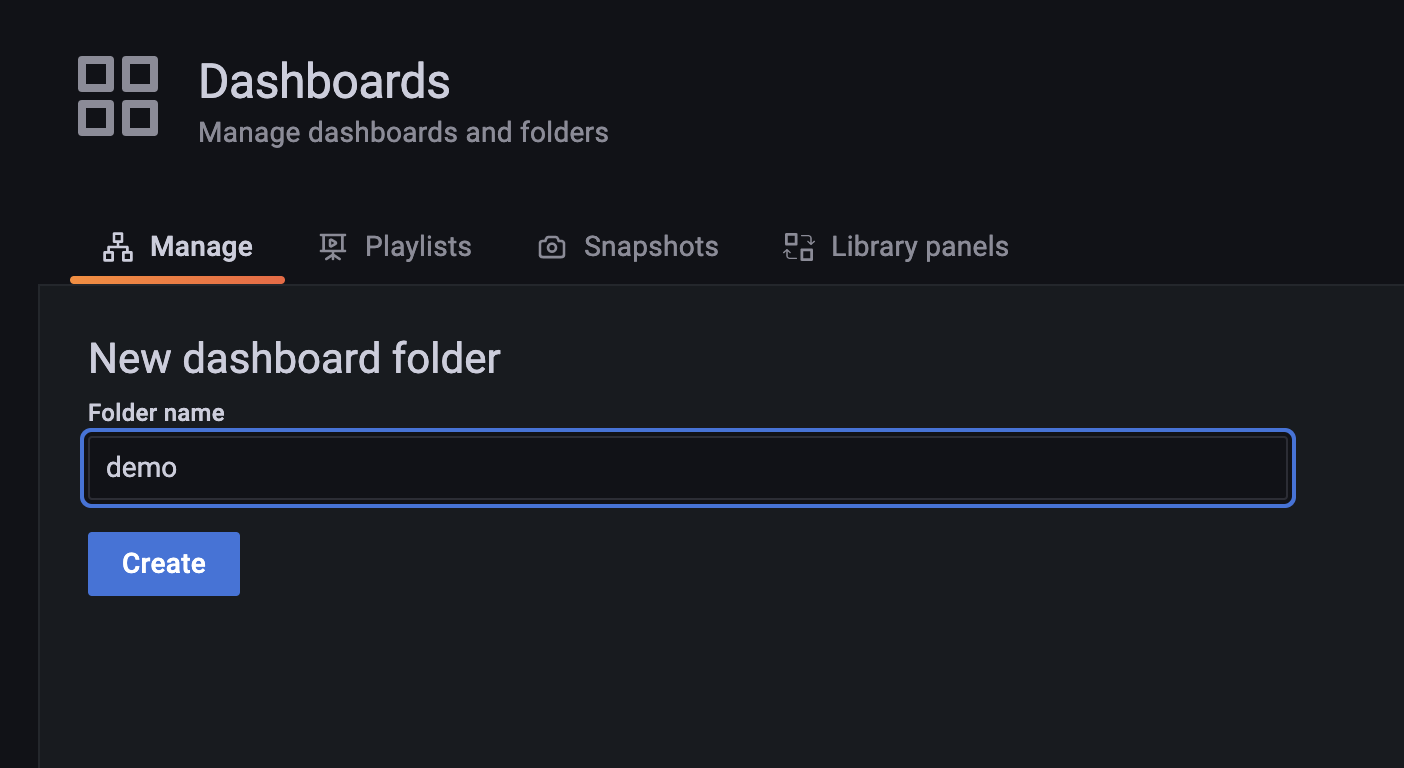 Dashboards
Manage dashboards and folders
Manage Playlists Snapshots Library panels
New dashboard folder
Folder name
demo
Create